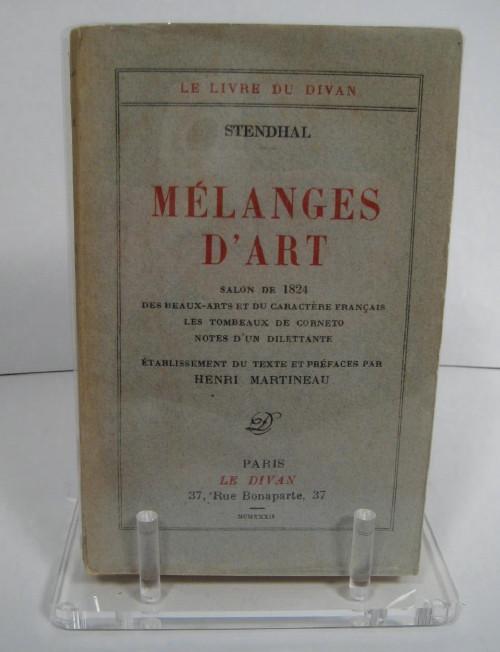 LE LIVRE DU DIVAN
STENDHAL
MÉLANGES
D'ART
SALON DE 1824
DES BEAUX-ARTS ET DU CARACTÈRE FRANÇAIS
LES TOMBEAUX DE CORNETO
NOTES D'UN DILETTANTE
ÉTABLISSEMENT DU TEXTE ET PRÉFACES PAR
HENRI MARTINEAU
PARIS
LE DIVAN
37, Rue Bonaparte, 37
MCMXXXII